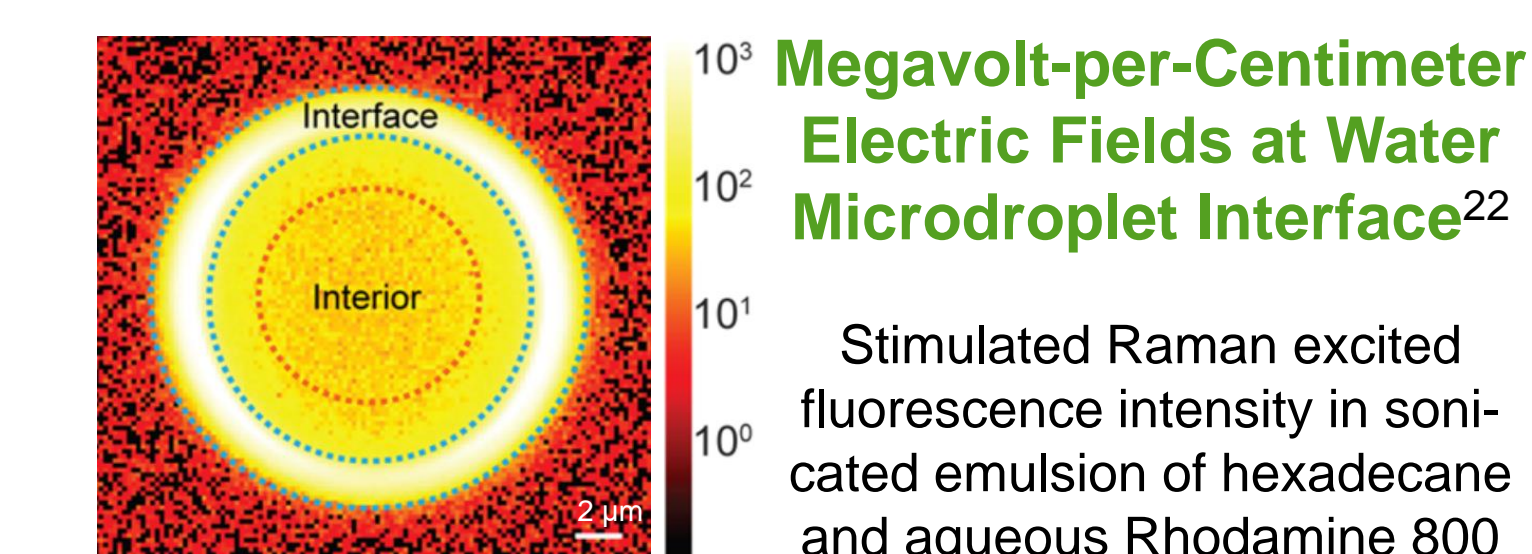 Interface
Interior
2 µm
10³
10²
10¹
10⁰
Megavolt-per-Centimeter
Electric Fields at Water
Microdroplet Interface²²
Stimulated Raman excited
fluorescence intensity in soni-
cated emulsion of hexadecane
and aqueous Rhodamine 800